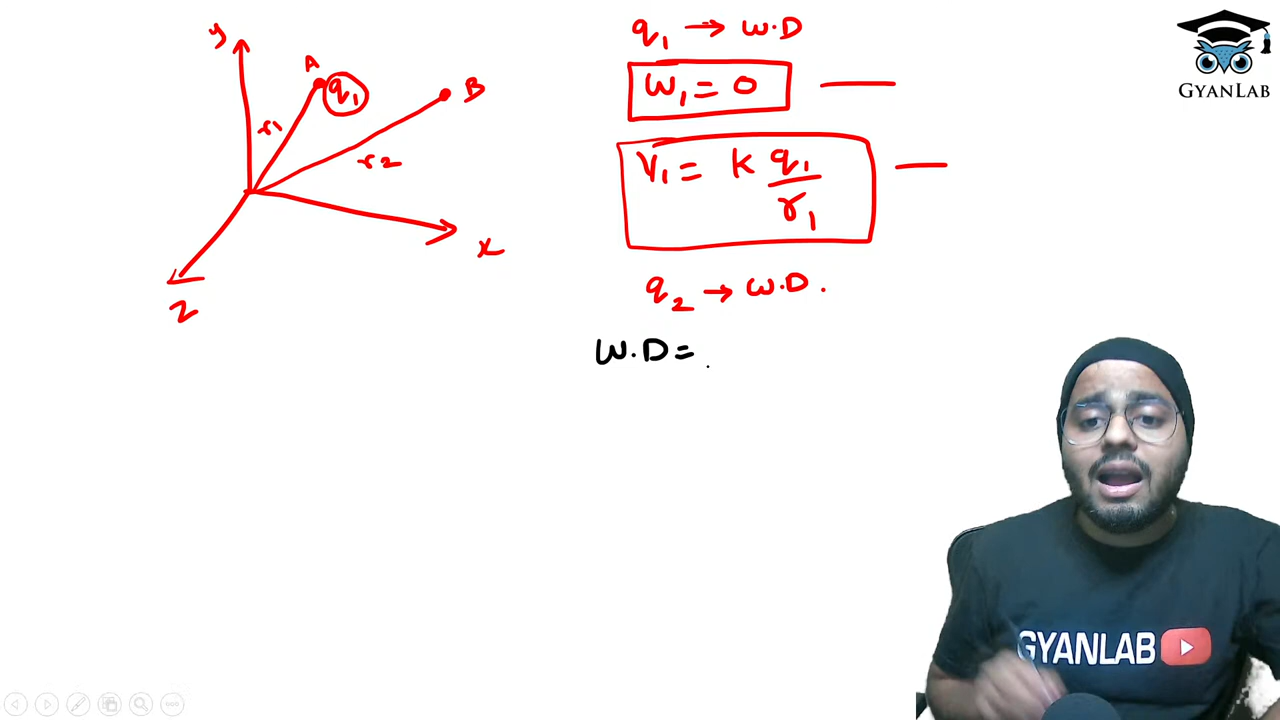 y
A
q₁
B
r1
r2
x
z
q₁ → W.D
W₁ = 0
V₁ = K q₁/r₁
q₂ → W.D.
W.D =
GYANLAB
GYANLAB